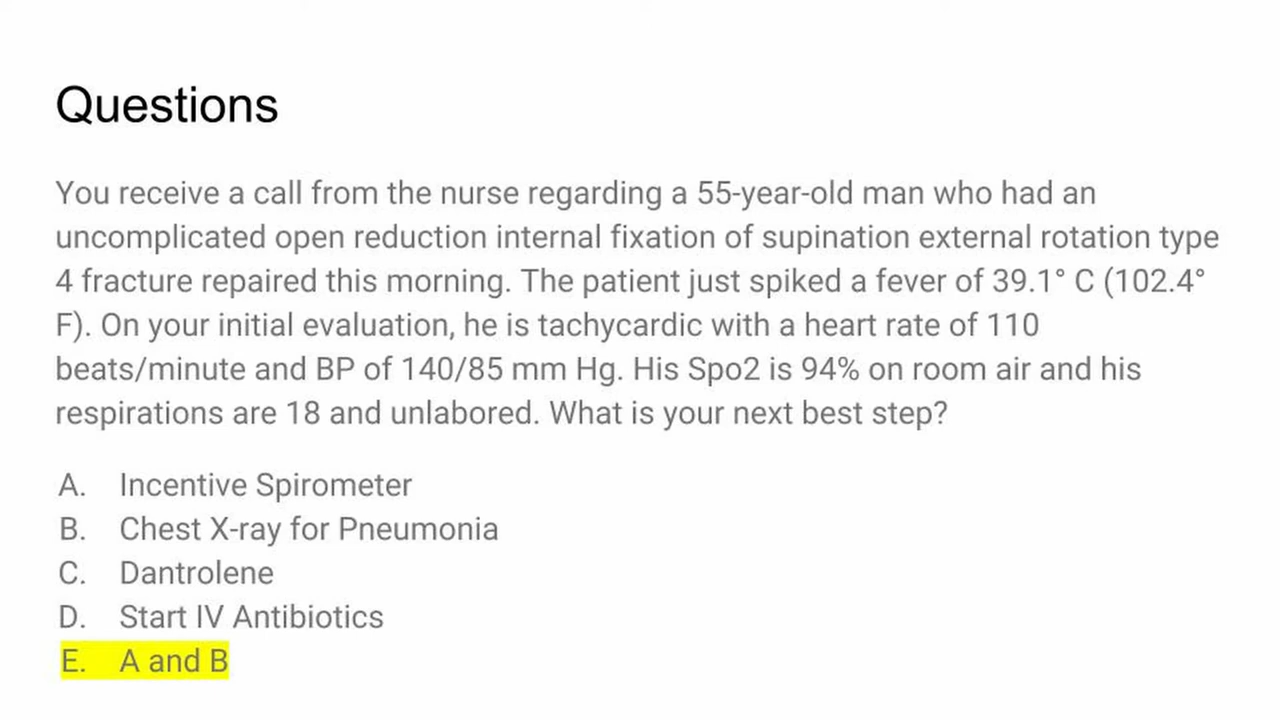 Questions
You receive a call from the nurse regarding a 55-year-old man who had an
uncomplicated open reduction internal fixation of supination external rotation type
4 fracture repaired this morning. The patient just spiked a fever of 39.1° C (102.4°
F). On your initial evaluation, he is tachycardic with a heart rate of 110
beats/minute and BP of 140/85 mm Hg. His Spo2 is 94% on room air and his
respirations are 18 and unlabored. What is your next best step?
A. Incentive Spirometer
B. Chest X-ray for Pneumonia
C. Dantrolene
D. Start IV Antibiotics
E. A and B